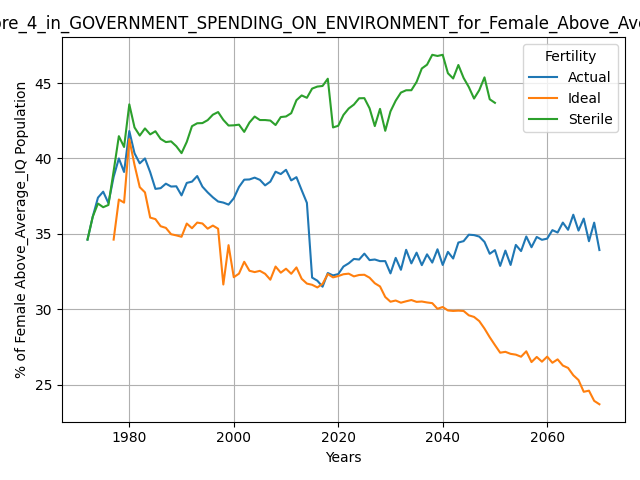 ore_4_in_GOVERNMENT_SPENDING_ON_ENVIRONMENT_for_Female_Above_Ave
Fertility
Actual
Ideal
Sterile
% of Female Above_Average_IQ Population
45
40
35
30
25
1980
2000
2020
2040
2060
Years